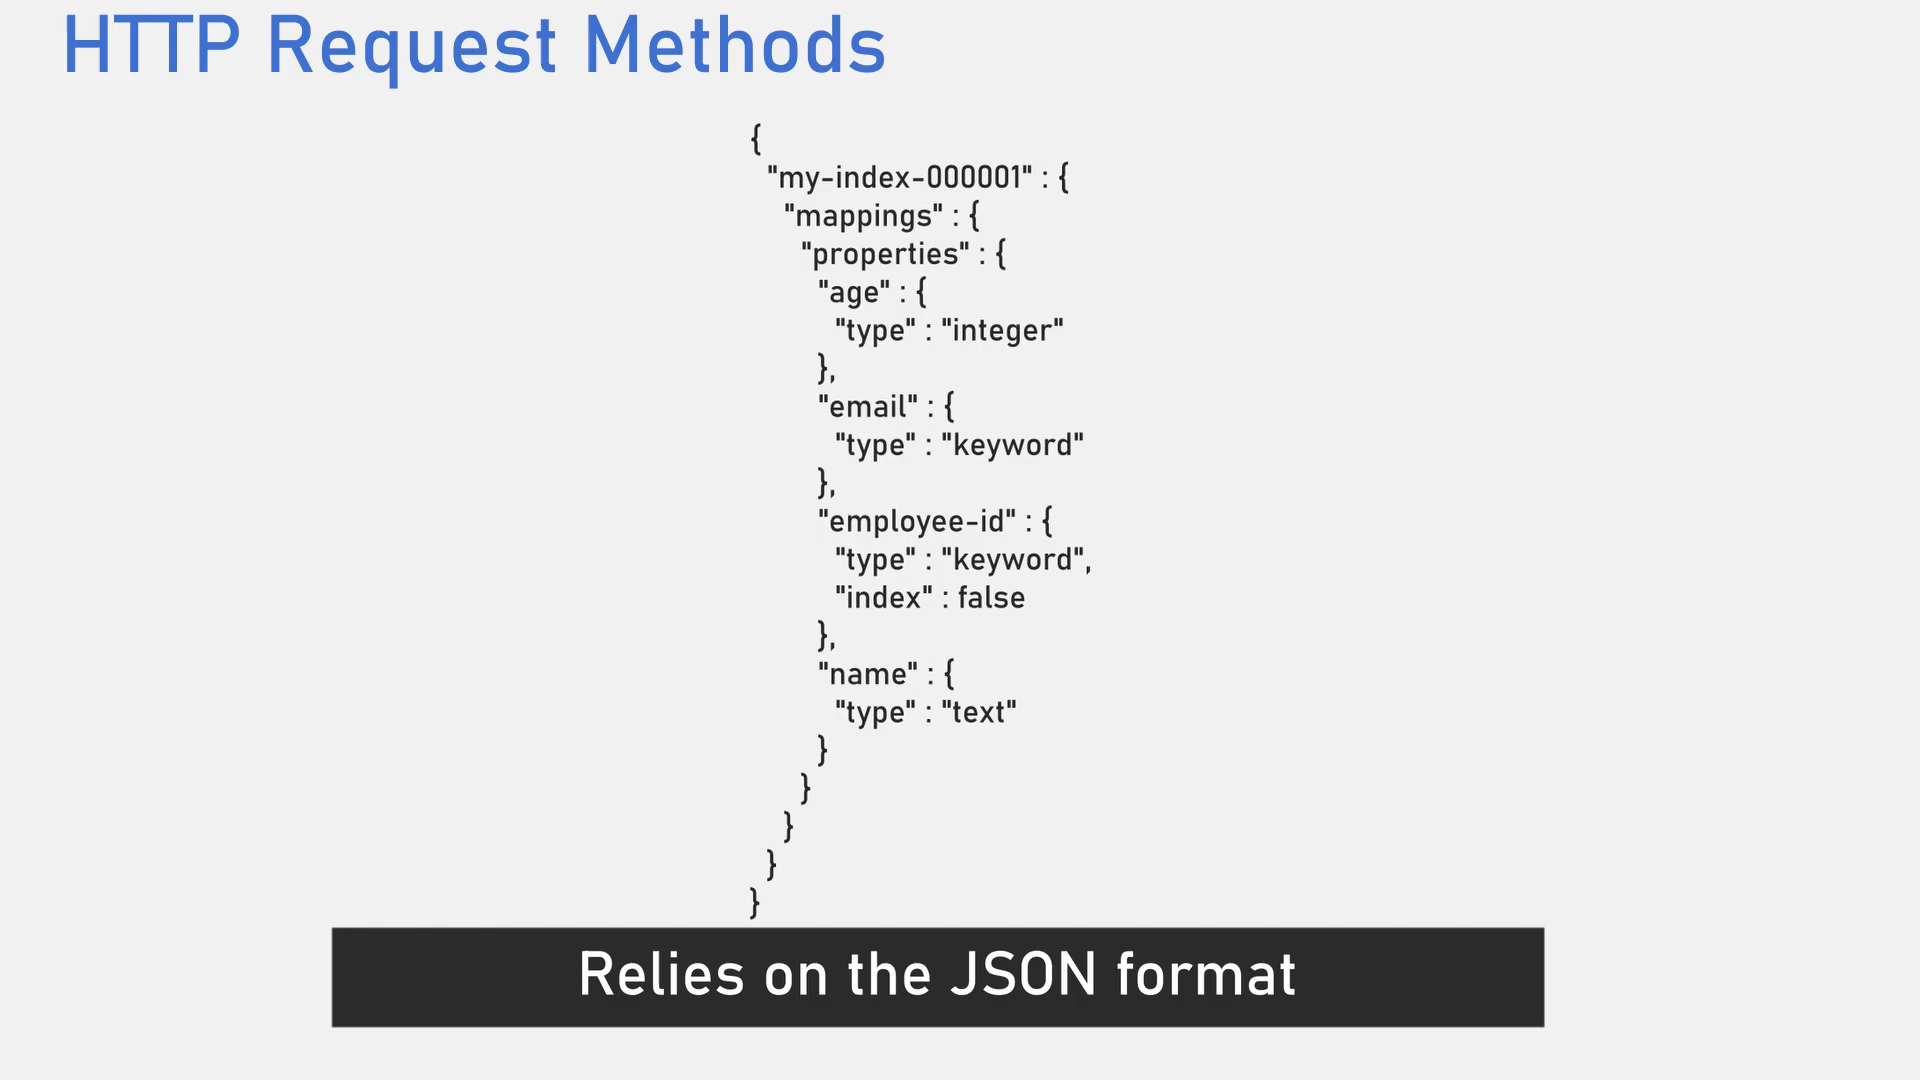 HTTP Request Methods
{
"my-index-000001" : {
"mappings" : {
"properties" : {
"age" : {
"type" : "integer"
},
"email" : {
"type" : "keyword"
},
"employee-id" : {
"type" : "keyword",
"index" : false
},
"name" : {
"type" : "text"
}
}
}
}
}
Relies on the JSON format